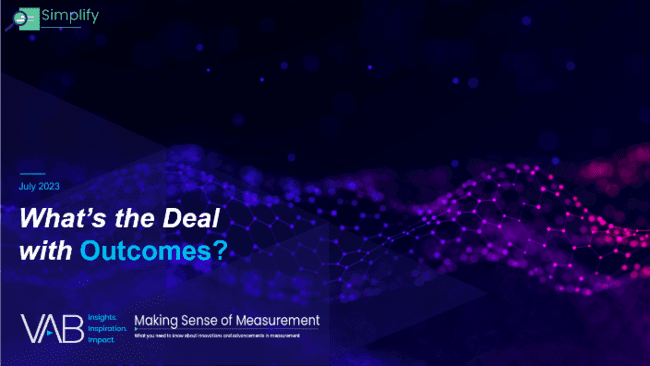 Simplify
July 2023
What's the Deal
with Outcomes?
VAB
Insights.
Inspiration.
Impact.
Making Sense of Measurement
What you need to know about innovations and advancements in measurement